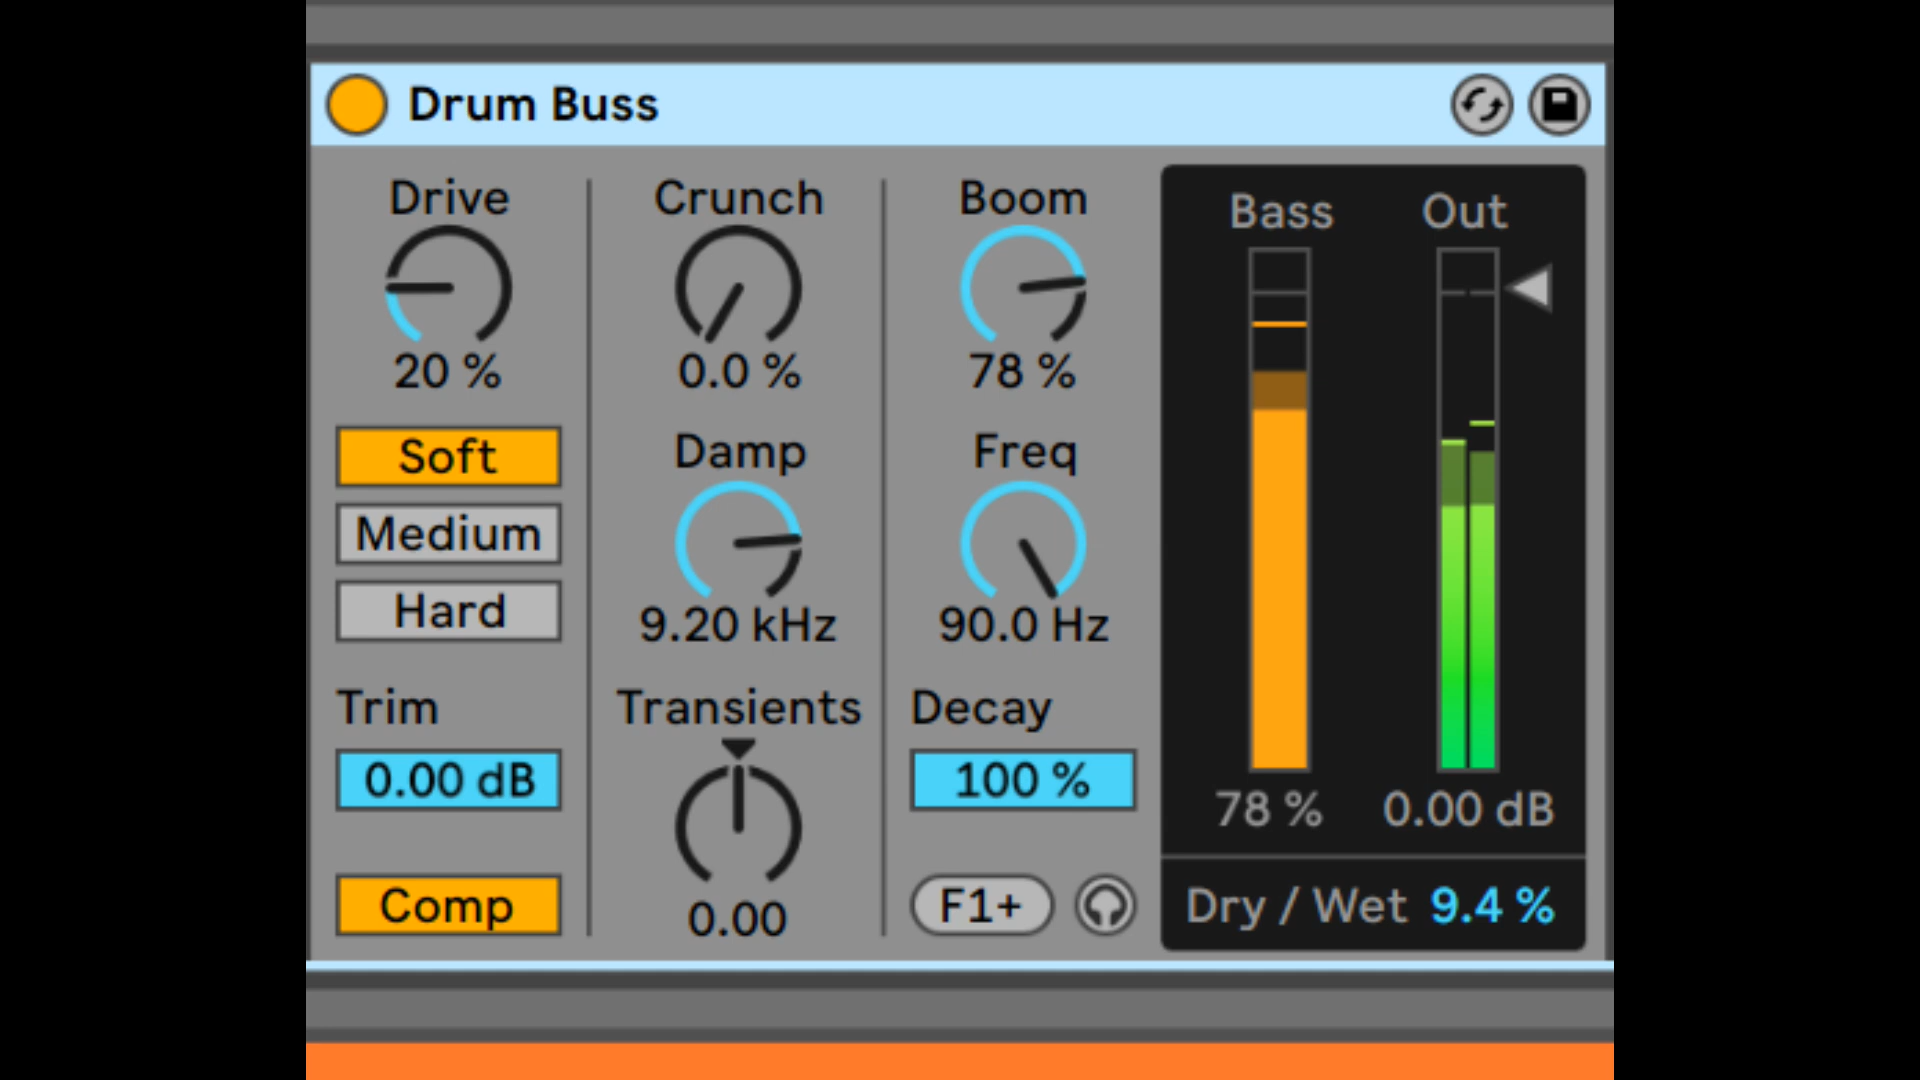 Drum Buss
Drive
20 %
Soft
Medium
Hard
Trim
0.00 dB
Comp
Crunch
0.0 %
Damp
9.20 kHz
Transients
0.00
Boom
78 %
Freq
90.0 Hz
Decay
100 %
F1+
Bass Out
78 % 0.00 dB
Dry / Wet 9.4 %